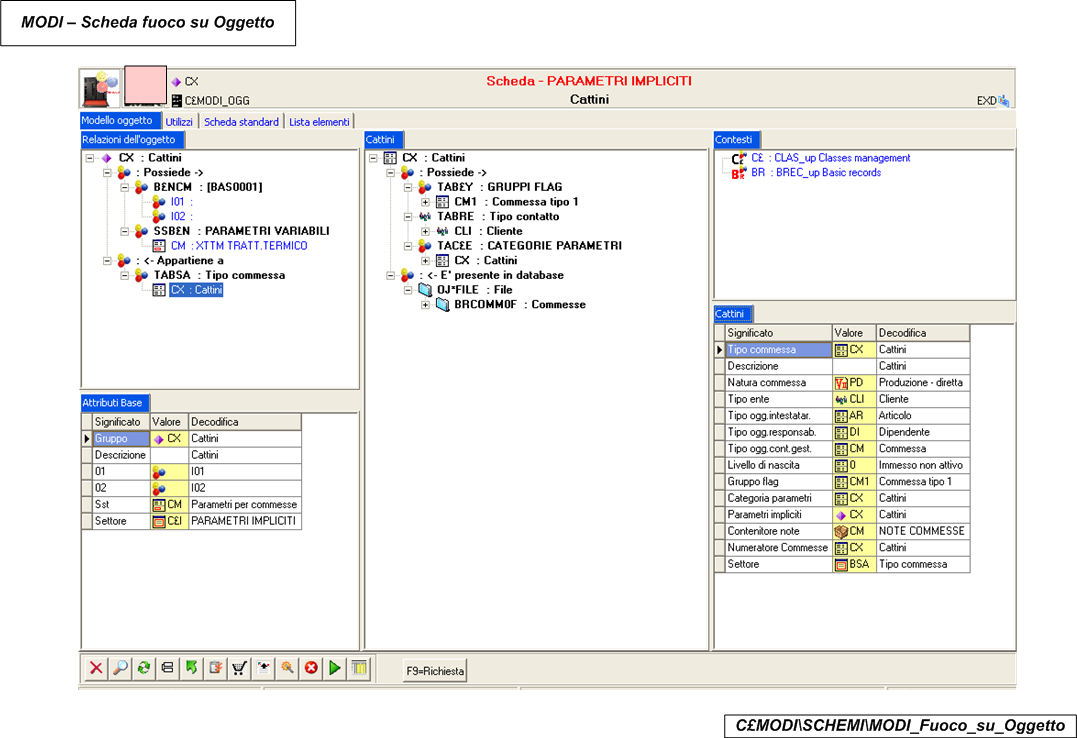 MODI – Scheda fuoco su Oggetto
CX
C£MODI_OGG
Scheda - PARAMETRI IMPLICITI
Cattini
EXD
Modello oggetto Utilizzi Scheda standard Lista elementi
Relazioni dell'oggetto
CX : Cattini
: Possiede ->
B£NCM : [BAS0001]
I01 :
I02 :
SSB£N : PARAMETRI VARIABILI
CM : XTTM TRATT.TERMICO
: <- Appartiene a
TABSA : Tipo commessa
CX : Cattini
Attributi Base
Significato Valore Decodifica
Gruppo CX Cattini
Descrizione Cattini
01 I01
02 I02
Sst CM Parametri per commesse
Settore C£I PARAMETRI IMPLICITI
Cattini
CX : Cattini
: Possiede ->
TAB£Y : GRUPPI FLAG
CM1 : Commessa tipo 1
TABRE : Tipo contatto
CLI : Cliente
TAC£E : CATEGORIE PARAMETRI
CX : Cattini
: <- E' presente in database
OJ*FILE : File
BRCOMM0F : Commesse
Contesti
C£ : CLAS_up Classes management
BR : BREC_up Basic records
Cattini
Significato Valore Decodifica
Tipo commessa CX Cattini
Descrizione Cattini
Natura commessa PD Produzione - diretta
Tipo ente CLI Cliente
Tipo ogg.intestatar. AR Articolo
Tipo ogg.responsab. DI Dipendente
Tipo ogg.cont.gest. CM Commessa
Livello di nascita 0 Immesso non attivo
Gruppo flag CM1 Commessa tipo 1
Categoria parametri CX Cattini
Parametri impliciti CX Cattini
Contenitore note CM NOTE COMMESSE
Numeratore Commesse CX Cattini
Settore BSA Tipo commessa
F9=Richiesta
C£MODI\SCHEMI\MODI_Fuoco_su_Oggetto